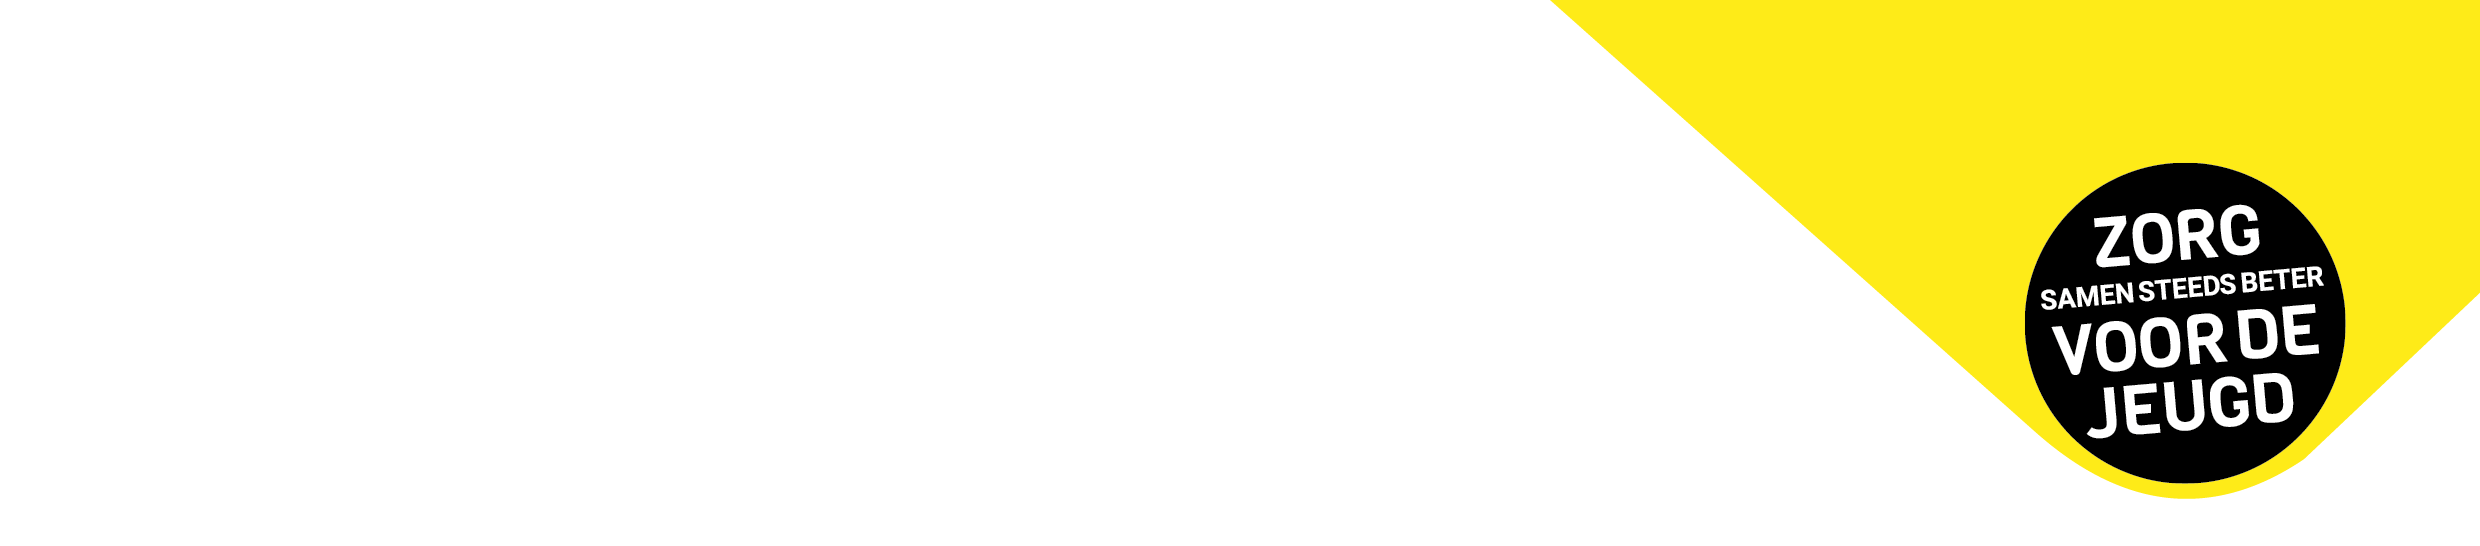 ZORG
SAMEN STEEDS BETER
VOOR DE
JEUGD